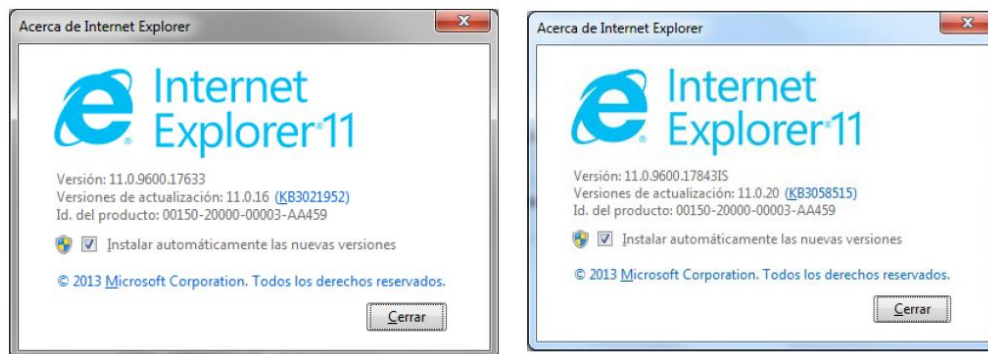 Acerca de Internet Explorer
Internet
Explorer®11
Versión: 11.0.9600.17633
Versiones de actualización: 11.0.16 (KB3021952)
Id. del producto: 00150-20000-00003-AA459
Instalar automáticamente las nuevas versiones
© 2013 Microsoft Corporation. Todos los derechos reservados.
Cerrar
Acerca de Internet Explorer
Internet
Explorer®11
Versión: 11.0.9600.17843IS
Versiones de actualización: 11.0.20 (KB3058515)
Id. del producto: 00150-20000-00003-AA459
Instalar automáticamente las nuevas versiones
© 2013 Microsoft Corporation. Todos los derechos reservados.
Cerrar